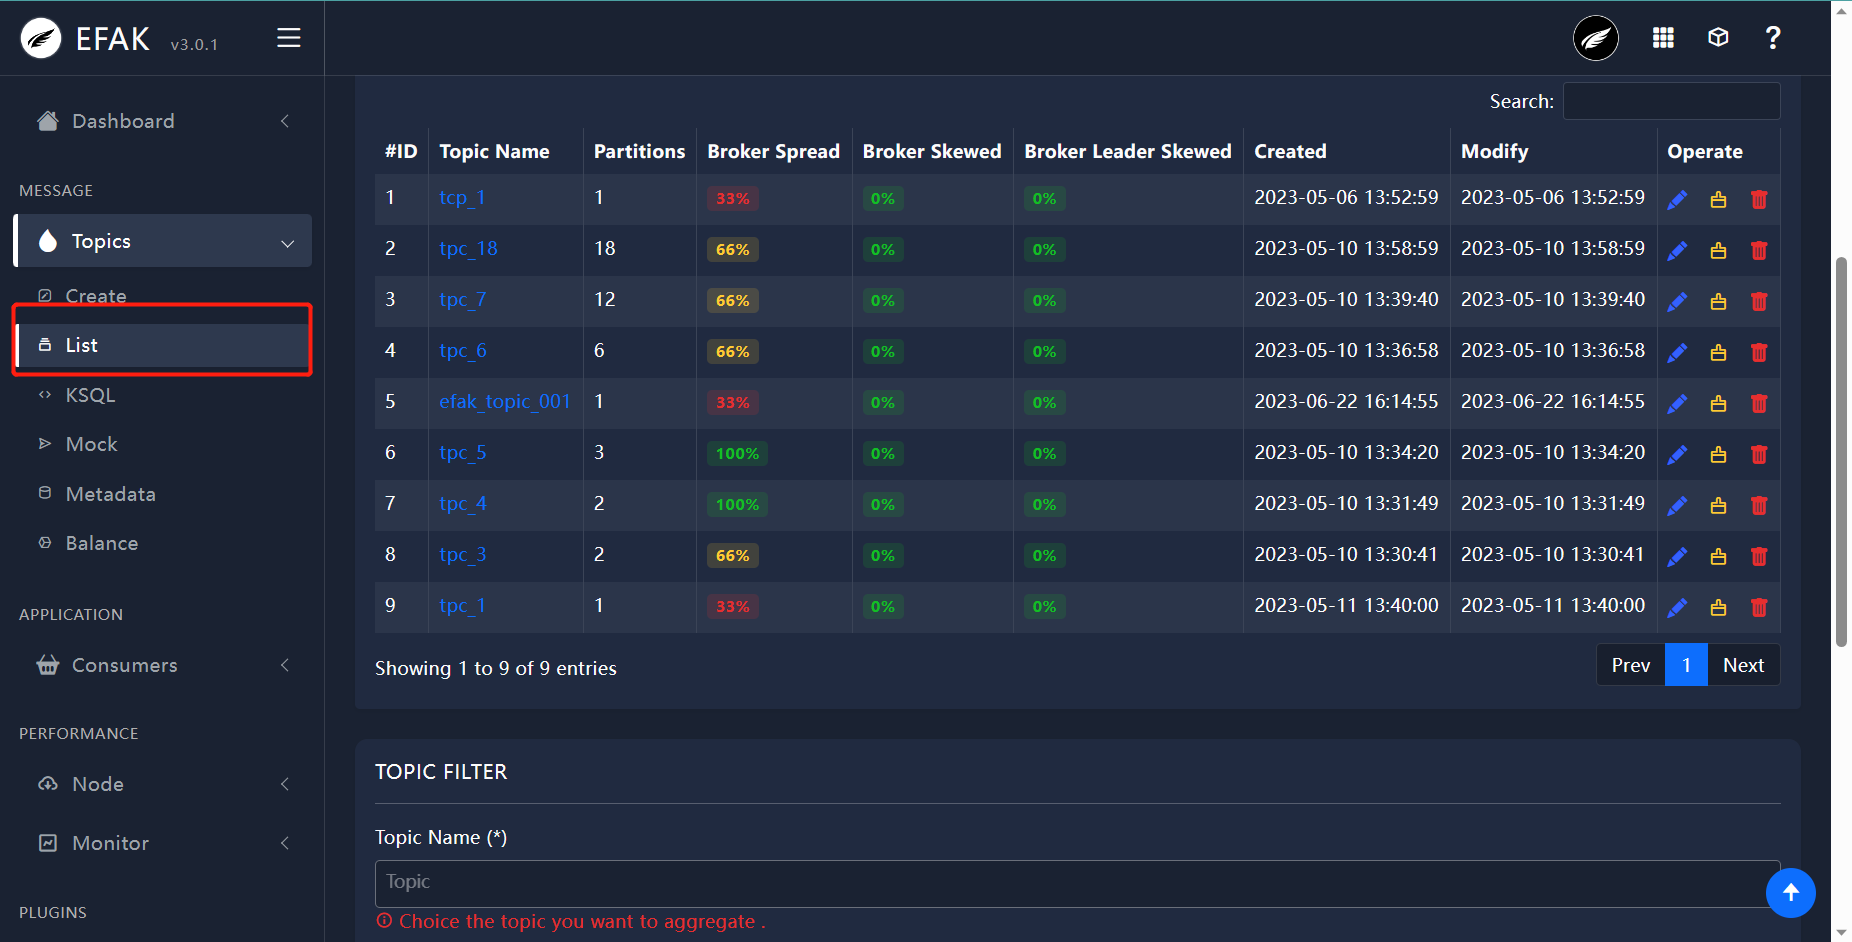 EFAK v3.0.1
?
Dashboard
MESSAGE
Topics
Create
List
KSQL
Mock
Metadata
Balance
APPLICATION
Consumers
PERFORMANCE
Node
Monitor
PLUGINS
Search:
#ID Topic Name Partitions Broker Spread Broker Skewed Broker Leader Skewed Created Modify Operate
1 tcp_1 1 33% 0% 0% 2023-05-06 13:52:59 2023-05-06 13:52:59
2 tpc_18 18 66% 0% 0% 2023-05-10 13:58:59 2023-05-10 13:58:59
3 tpc_7 12 66% 0% 0% 2023-05-10 13:39:40 2023-05-10 13:39:40
4 tpc_6 6 66% 0% 0% 2023-05-10 13:36:58 2023-05-10 13:36:58
5 efak_topic_001 1 33% 0% 0% 2023-06-22 16:14:55 2023-06-22 16:14:55
6 tpc_5 3 100% 0% 0% 2023-05-10 13:34:20 2023-05-10 13:34:20
7 tpc_4 2 100% 0% 0% 2023-05-10 13:31:49 2023-05-10 13:31:49
8 tpc_3 2 66% 0% 0% 2023-05-10 13:30:41 2023-05-10 13:30:41
9 tpc_1 1 33% 0% 0% 2023-05-11 13:40:00 2023-05-11 13:40:00
Showing 1 to 9 of 9 entries
Prev 1 Next
TOPIC FILTER
Topic Name (*)
Topic
Choice the topic you want to aggregate .